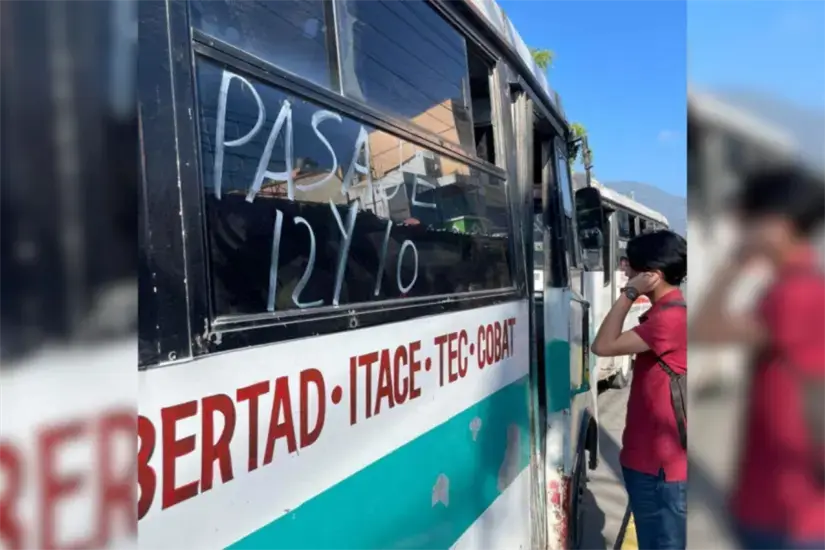 PASAJE
12 Y 10
BERTAD • ITACE • TEC • COBAT